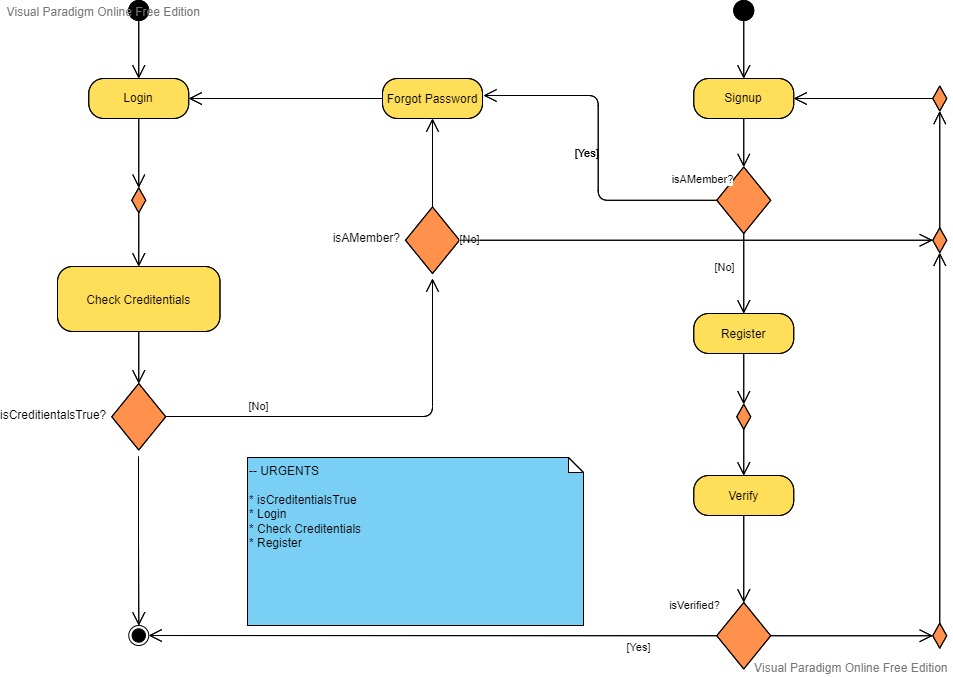 Visual Paradigm Online Free Edition
Login
Forgot Password
Signup
[Yes]
isAMember?
isAMember?
[No]
[No]
Check Creditentials
Register
isCreditientalsTrue?
[No]
-- URGENTS
* isCreditentialsTrue
* Login
* Check Creditentials
* Register
Verify
isVerified?
[Yes]
Visual Paradigm Online Free Edition